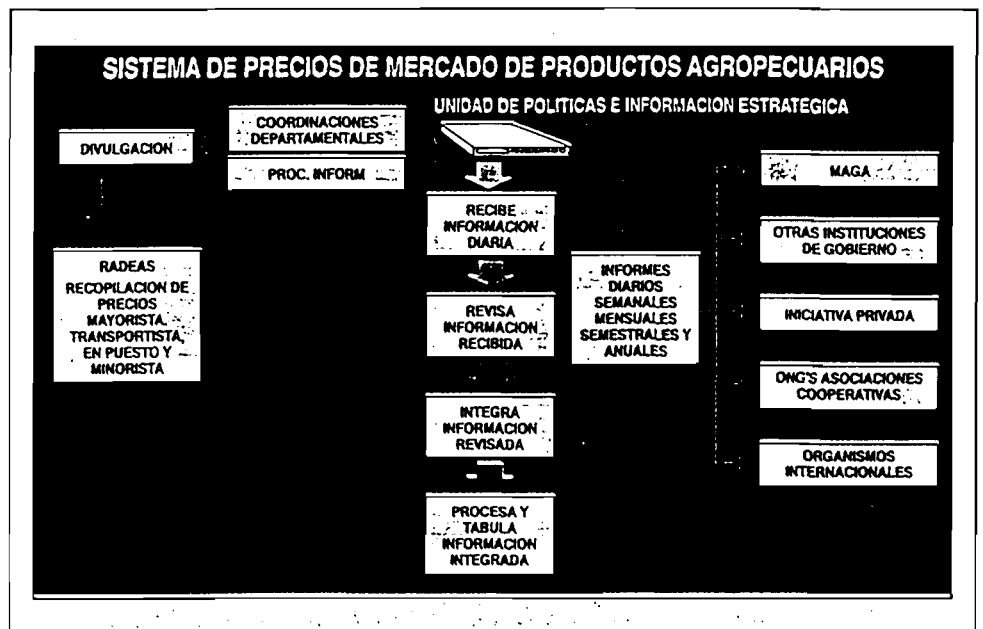 SISTEMA DE PRECIOS DE MERCADO DE PRODUCTOS AGROPECUARIOS
UNIDAD DE POLITICAS E INFORMACION ESTRATEGICA
DIVULGACION
COORDINACIONES
DEPARTAMENTALES
PROC. INFORM
RADEAS
RECOPILACION DE
PRECIOS
MAYORISTA,
TRANSPORTISTA,
EN PUESTO Y
MINORISTA
RECIBE
INFORMACION
DIARIA
REVISA
INFORMACION
RECIBIDA
INTEGRA
INFORMACION
REVISADA
PROCESA Y
TABULA
INFORMACION
INTEGRADA
INFORMES
DIARIOS
SEMANALES
MENSUALES
SEMESTRALES Y
ANUALES
MAGA
OTRAS INSTITUCIONES
DE GOBIERNO
INICIATIVA PRIVADA
ONG'S ASOCIACIONES
COOPERATIVAS
ORGANISMOS
INTERNACIONALES